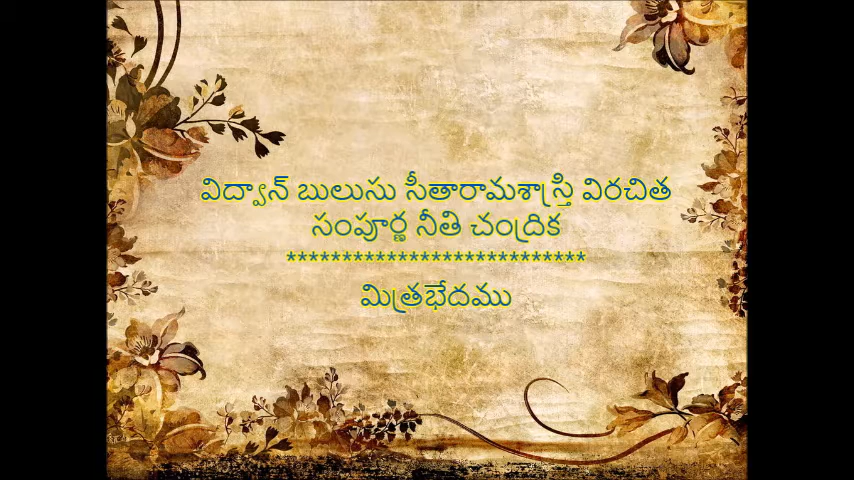 విద్వాన్ బులుసు సీతారామశాస్త్రి విరచిత
సంపూర్ణ నీతి చంద్రిక
***************************
మిత్రభేదము